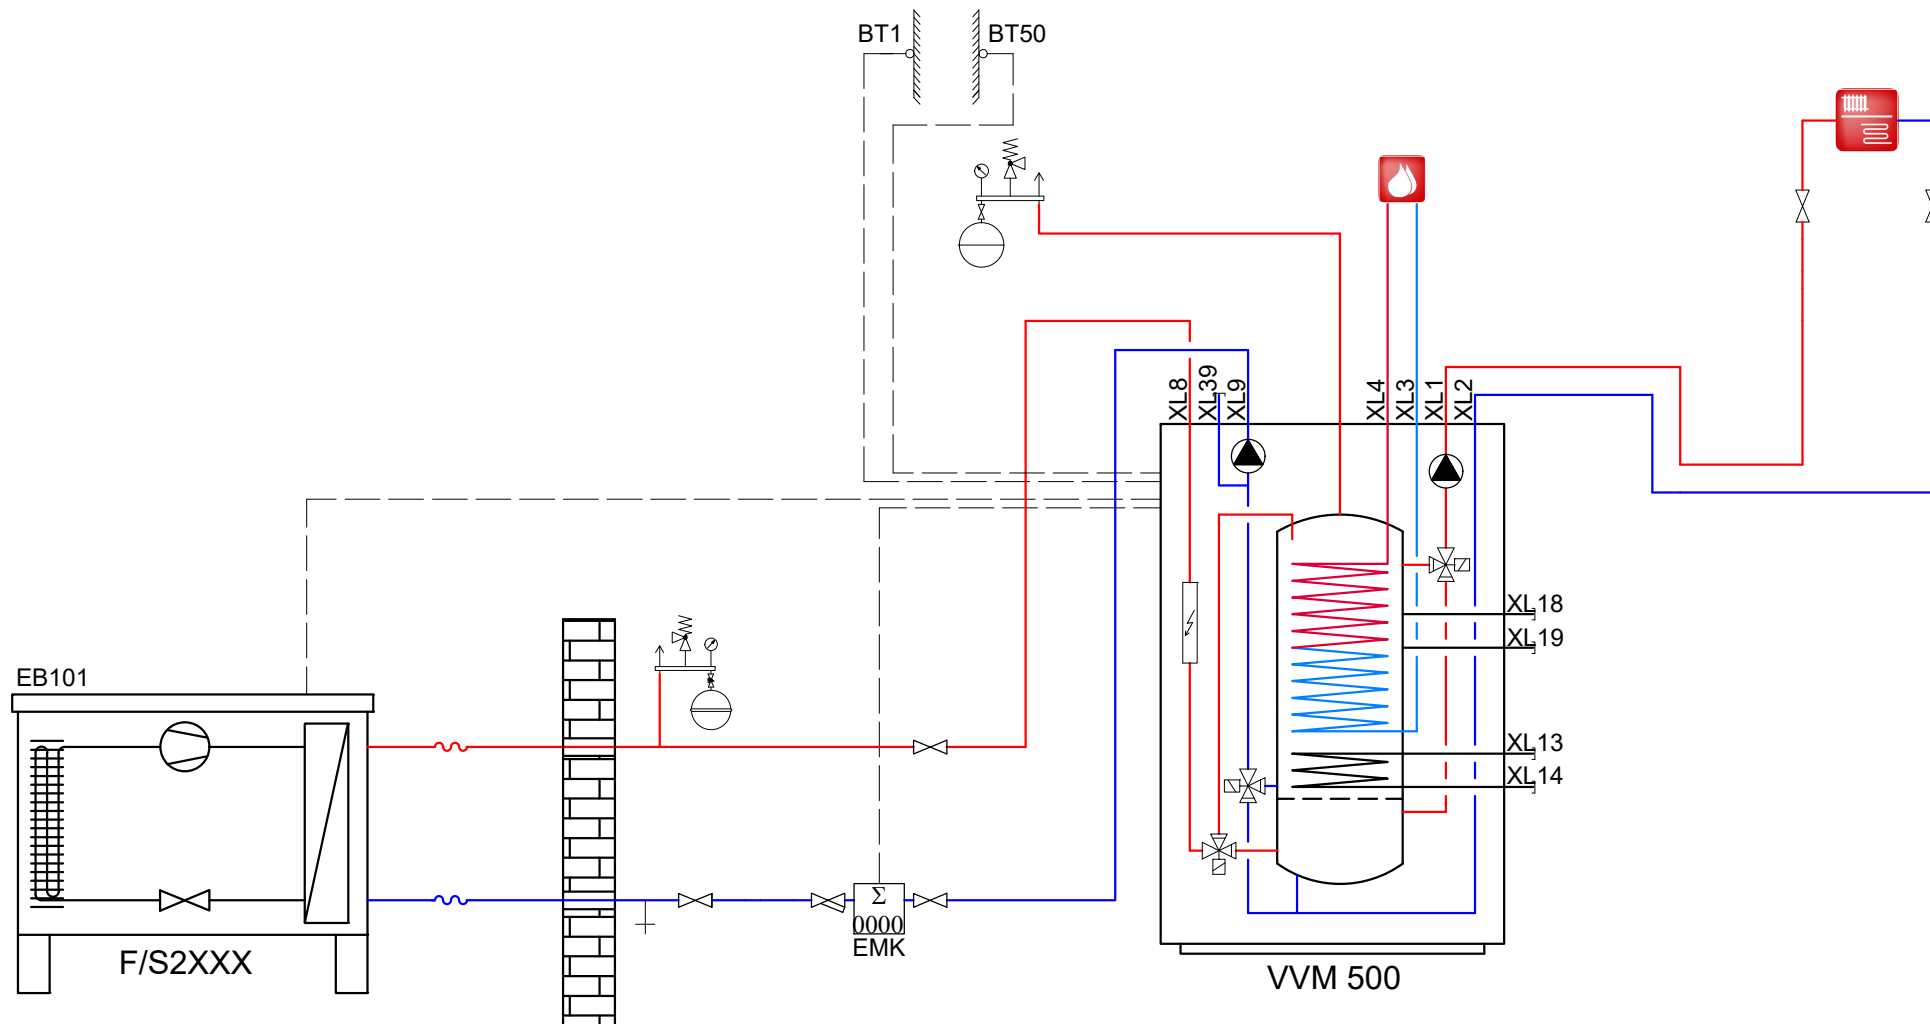 BT1
BT50
XL8
XL39
XL9
XL4
XL3
XL1
XL2
XL18
XL19
XL13
XL14
EB101
F/S2XXX
Σ
0000
EMK
VVM 500